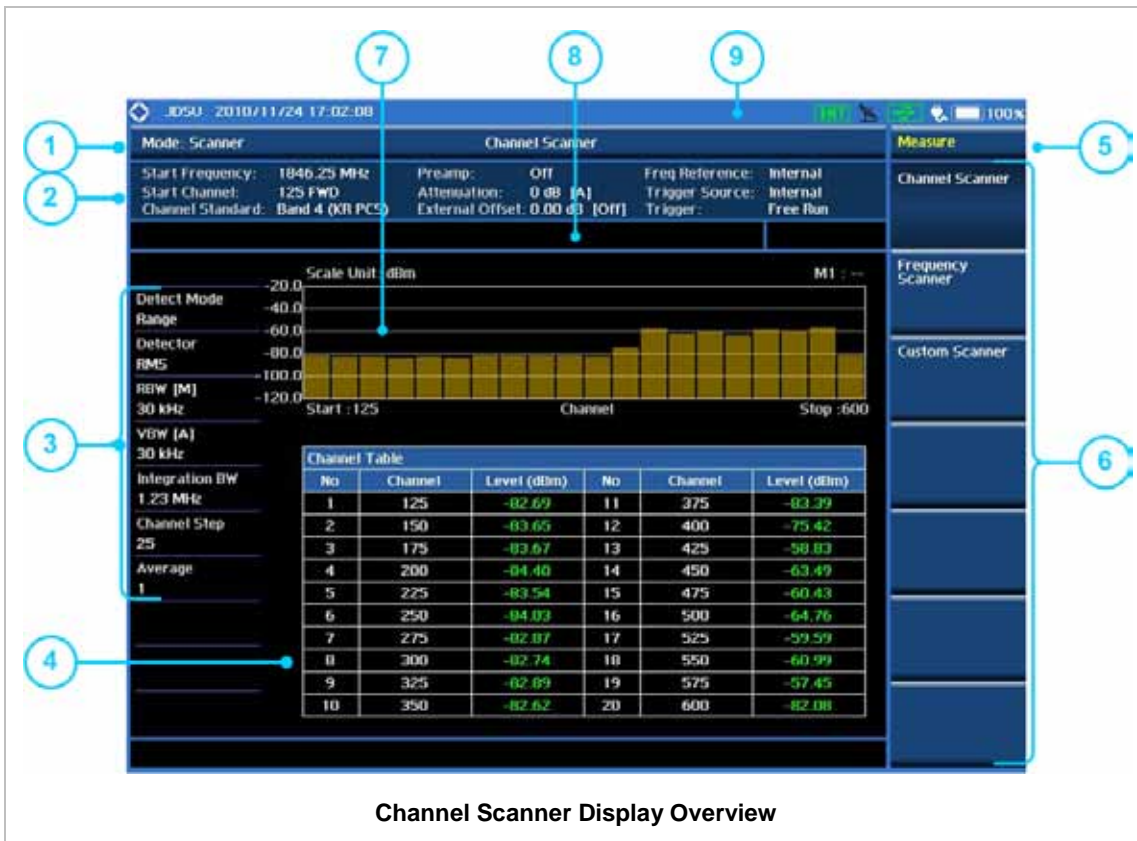 7 8 9
JDSU 2010/11/24 17:02:08 INT 100%
1 Mode: Scanner Channel Scanner Measure 5
2 Start Frequency: 1846.25 MHz Preamp: Off Freq Reference: Internal
Start Channel: 125 FWD Attenuation: 0 dB [A] Trigger Source: Internal
Channel Standard: Band 4 (KR PCS) External Offset: 0.00 dB [Off] Trigger: Free Run
Channel Scanner
Frequency
Scanner
Custom Scanner
6
3
Detect Mode
Range
Detector
RMS
RBW [M]
30 kHz
VBW [A]
30 kHz
Integration BW
1.23 MHz
Channel Step
25
Average
1
Scale Unit: dBm M1 : --
-20.0
-40.0
-60.0
-80.0
-100.0
-120.0
Start :125 Channel Stop :600
4
Channel Table
No Channel Level (dBm) No Channel Level (dBm)
1 125 -82.69 11 375 -83.39
2 150 -83.65 12 400 -75.42
3 175 -83.67 13 425 -58.83
4 200 -84.40 14 450 -63.49
5 225 -83.54 15 475 -60.43
6 250 -84.03 16 500 -64.76
7 275 -82.87 17 525 -59.59
8 300 -82.74 18 550 -60.99
9 325 -82.89 19 575 -57.45
10 350 -82.62 20 600 -82.08
Channel Scanner Display Overview